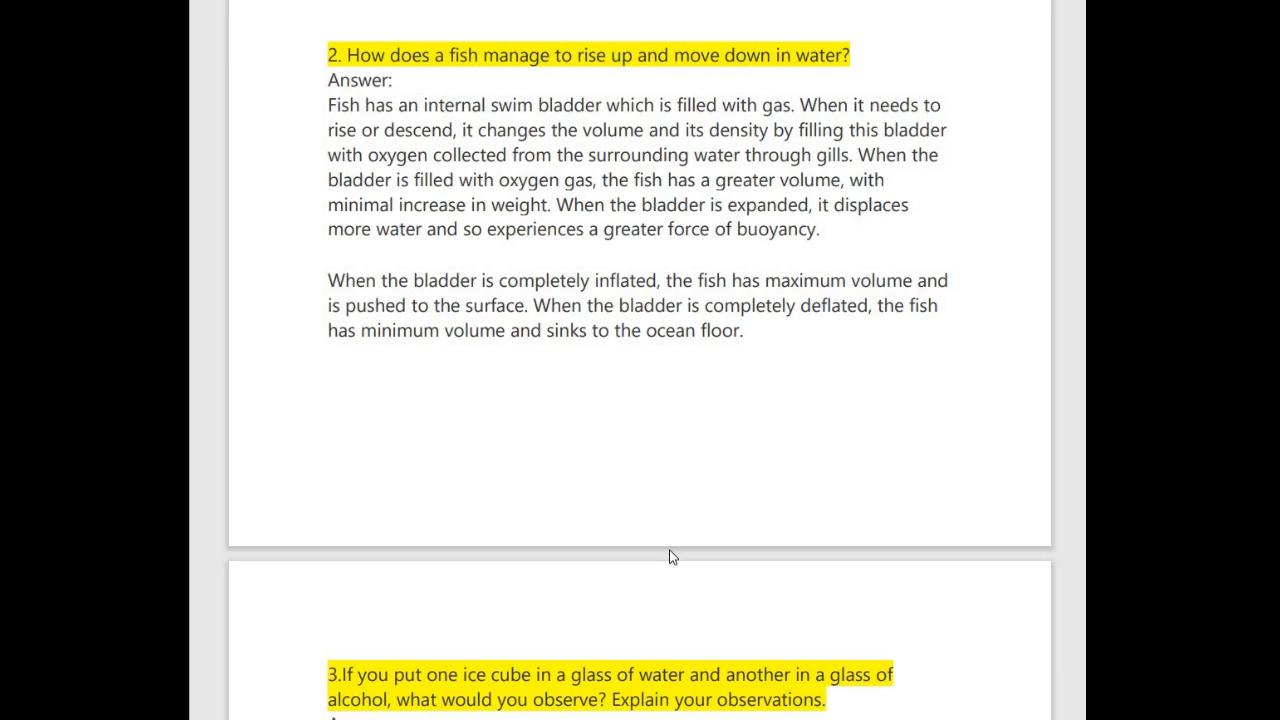 2. How does a fish manage to rise up and move down in water?
Answer:
Fish has an internal swim bladder which is filled with gas. When it needs to
rise or descend, it changes the volume and its density by filling this bladder
with oxygen collected from the surrounding water through gills. When the
bladder is filled with oxygen gas, the fish has a greater volume, with
minimal increase in weight. When the bladder is expanded, it displaces
more water and so experiences a greater force of buoyancy.
When the bladder is completely inflated, the fish has maximum volume and
is pushed to the surface. When the bladder is completely deflated, the fish
has minimum volume and sinks to the ocean floor.
3.If you put one ice cube in a glass of water and another in a glass of
alcohol, what would you observe? Explain your observations.